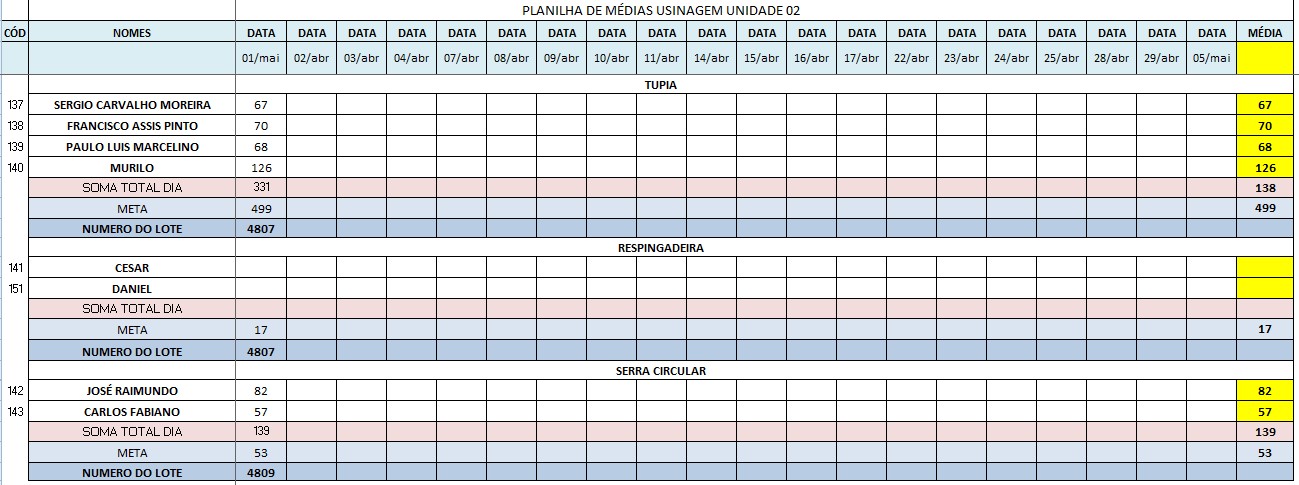 PLANILHA DE MÉDIAS USINAGEM UNIDADE 02
CÓD NOMES DATA DATA DATA DATA DATA DATA DATA DATA DATA DATA DATA DATA DATA DATA DATA DATA DATA DATA DATA DATA MÉDIA
01/mai 02/abr 03/abr 04/abr 07/abr 08/abr 09/abr 10/abr 11/abr 14/abr 15/abr 16/abr 17/abr 22/abr 23/abr 24/abr 25/abr 28/abr 29/abr 05/mai
TUPIA
137 SERGIO CARVALHO MOREIRA 67 67
138 FRANCISCO ASSIS PINTO 70 70
139 PAULO LUIS MARCELINO 68 68
140 MURILO 126 126
SOMA TOTAL DIA 331 138
META 499 499
NUMERO DO LOTE 4807
RESPINGADEIRA
141 CESAR
151 DANIEL
SOMA TOTAL DIA
META 17 17
NUMERO DO LOTE 4807
SERRA CIRCULAR
142 JOSÉ RAIMUNDO 82 82
143 CARLOS FABIANO 57 57
SOMA TOTAL DIA 139 139
META 53 53
NUMERO DO LOTE 4809